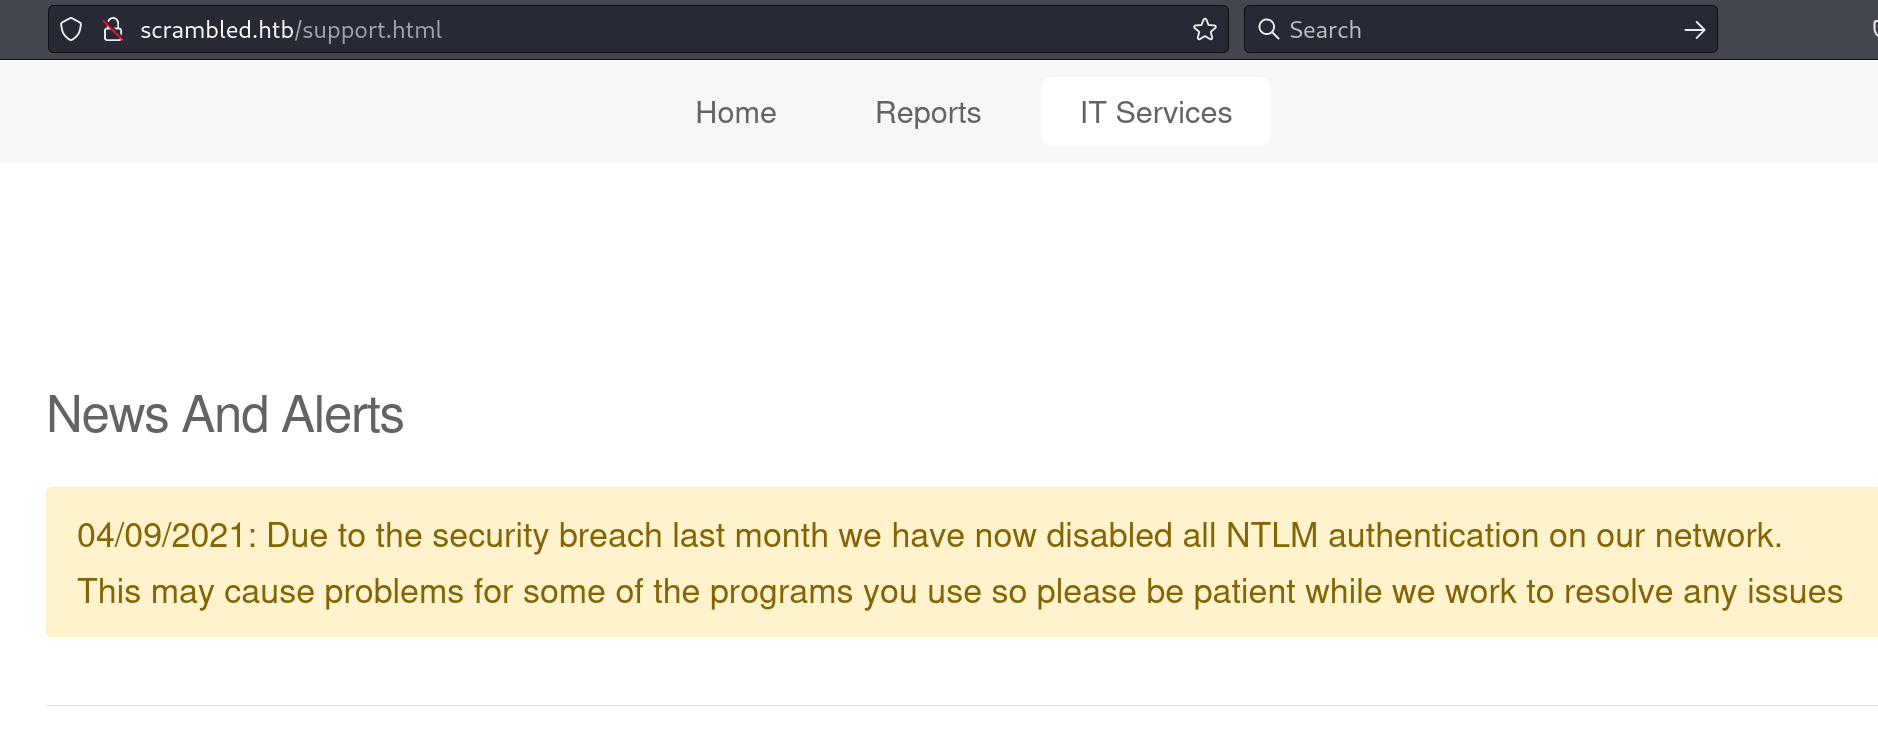 scrambled.htb/support.html
Search
Home
Reports
IT Services
News And Alerts
04/09/2021: Due to the security breach last month we have now disabled all NTLM authentication on our network.
This may cause problems for some of the programs you use so please be patient while we work to resolve any issues